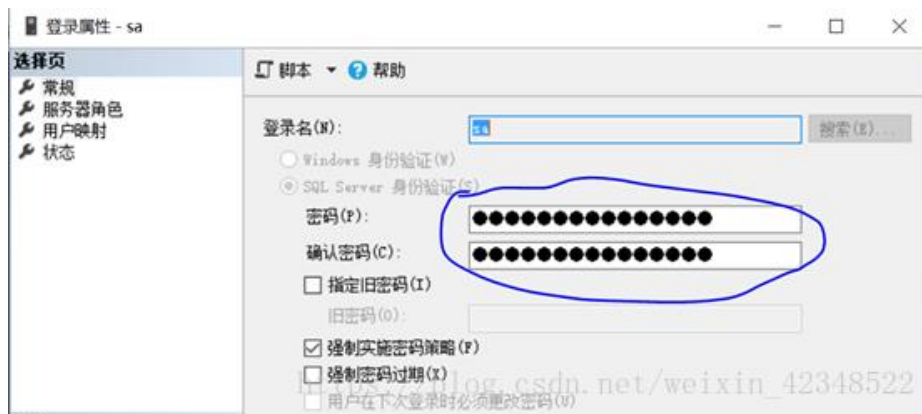 登录属性 - sa
选择页
常规
服务器角色
用户映射
状态
脚本 帮助
登录名(N): sa 搜索(E)...
Windows 身份验证(W)
SQL Server 身份验证(S)
密码(P): ●●●●●●●●●●●●●●●
确认密码(C): ●●●●●●●●●●●●●●●
指定旧密码(I)
旧密码(O):
强制实施密码策略(F)
强制密码过期(X)
用户在下次登录时必须更改密码(U)
https://blog.csdn.net/weixin_42348522